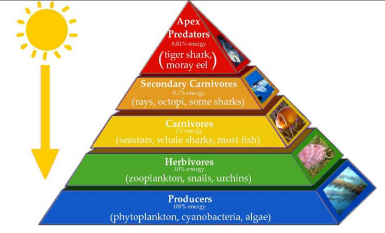 Apex
Predators
0.01% energy
(tiger shark,
moray eel)
Secondary Carnivores
0.1% energy
(rays, octopi, some sharks)
Carnivores
1% energy
(seastars, whale sharks, most fish)
Herbivores
10% energy
(zooplankton, snails, urchins)
Producers
100% energy
(phytoplankton, cyanobacteria, algae)